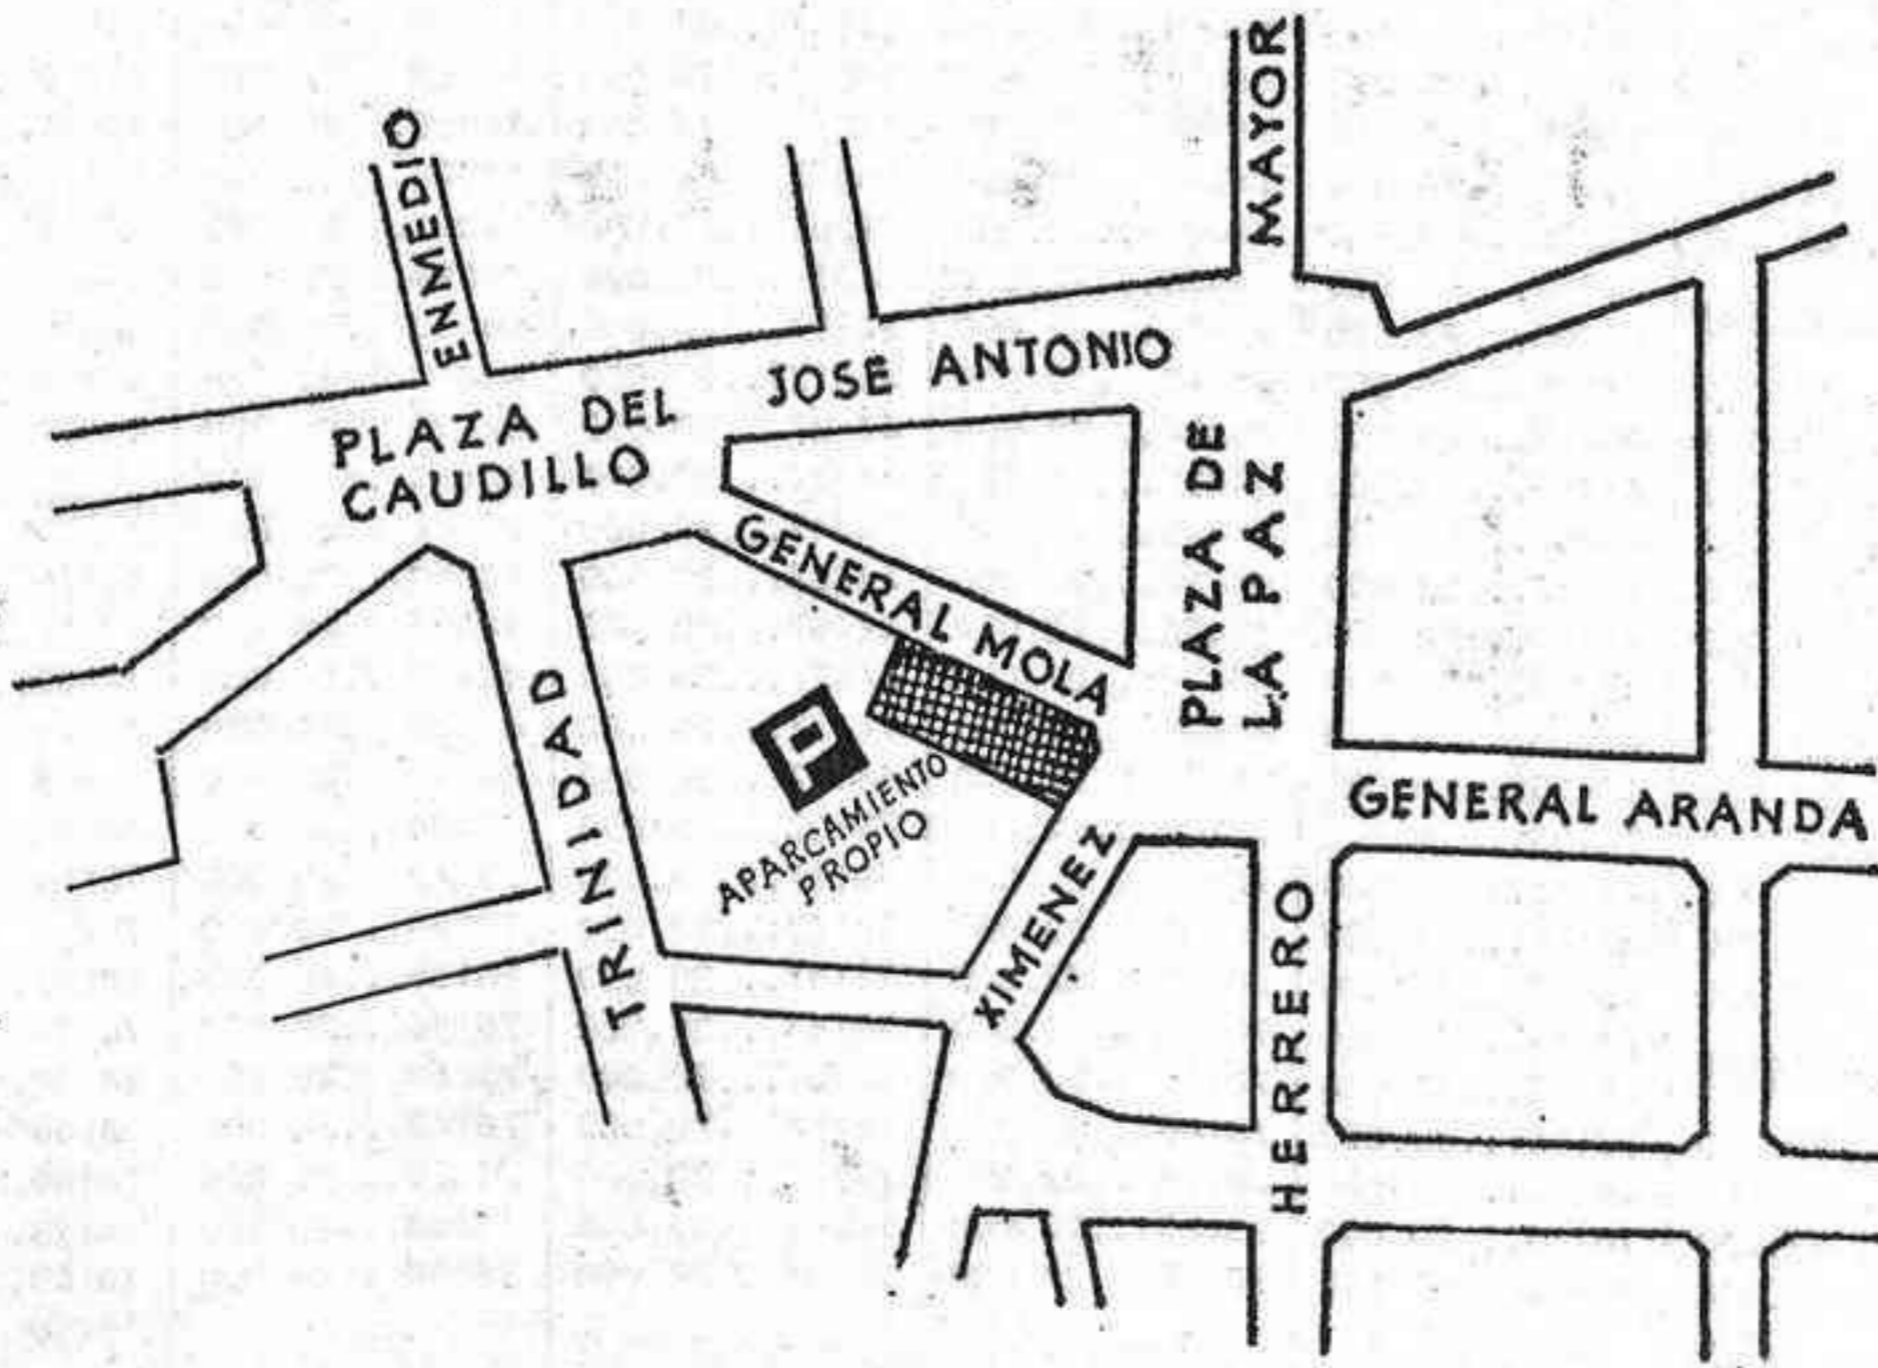 MAYOR
ENMEDIO
JOSE ANTONIO
PLAZA DEL
CAUDILLO
PLAZA DE
LA PAZ
GENERAL MOLA
TRINIDAD
P
APARCAMIENTO
PROPIO
GENERAL ARANDA
XIMENEZ
HERRERO